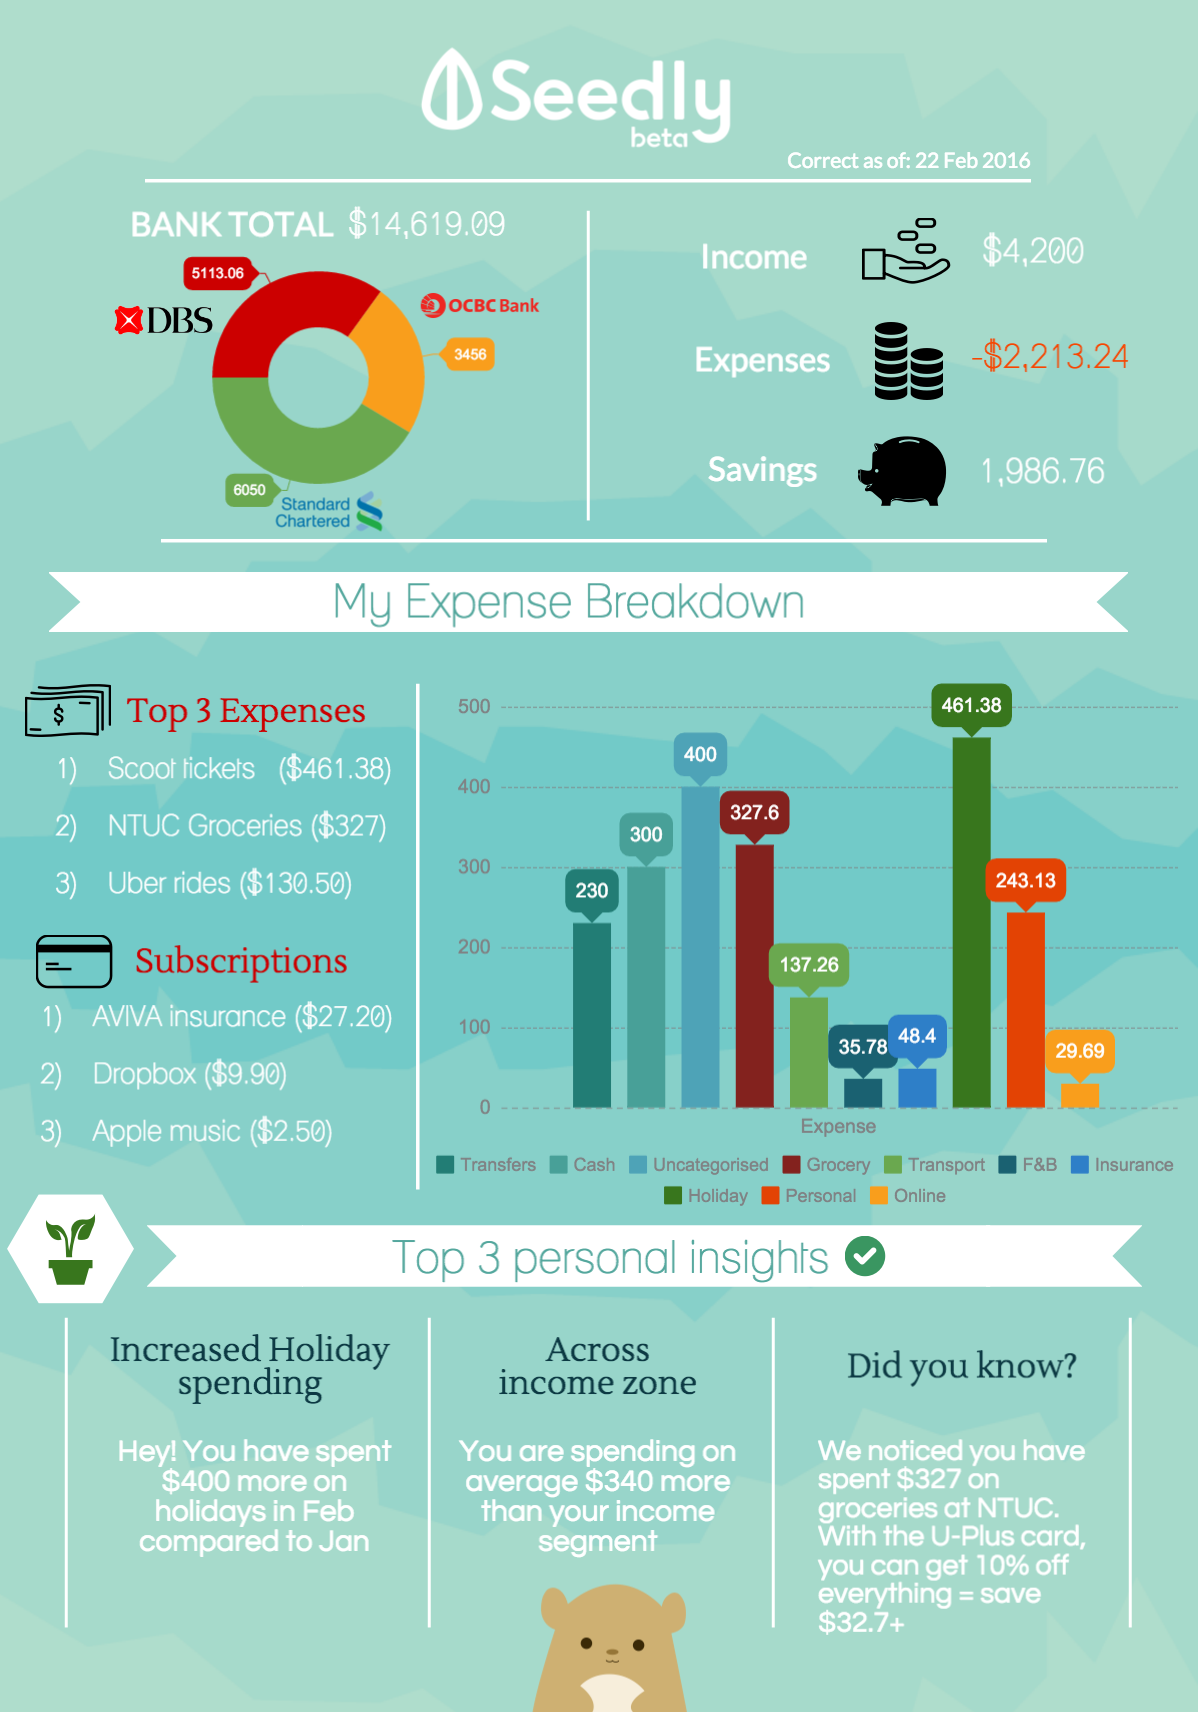 Seedly
beta
Correct as of: 22 Feb 2016
BANK TOTAL $14,619.09
5113.06
DBS
OCBC Bank
3456
6050
Standard
Chartered
Income $4,200
Expenses -$2,213.24
Savings 1,986.76
My Expense Breakdown
$ Top 3 Expenses
1) Scoot tickets ($461.38)
2) NTUC Groceries ($327)
3) Uber rides ($130.50)
Subscriptions
1) AVIVA insurance ($27.20)
2) Dropbox ($9.90)
3) Apple music ($2.50)
500
400
300
200
100
0
230
300
400
327.6
137.26
35.78
48.4
461.38
243.13
29.69
Expense
Transfers Cash Uncategorised Grocery Transport F&B Insurance
Holiday Personal Online
Top 3 personal insights
Increased Holiday
spending
Hey! You have spent
$400 more on
holidays in Feb
compared to Jan
Across
income zone
You are spending on
average $340 more
than your income
segment
Did you know?
We noticed you have
spent $327 on
groceries at NTUC.
With the U-Plus card,
you can get 10% off
everything = save
$32.7+